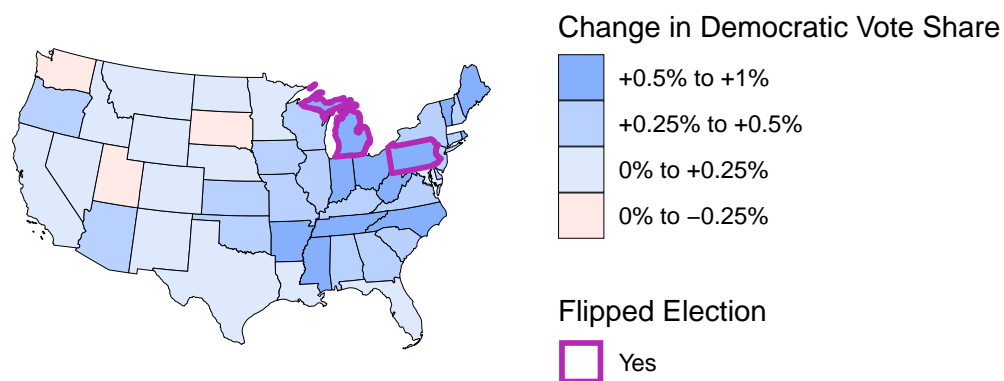 Change in Democratic Vote Share
+0.5% to +1%
+0.25% to +0.5%
0% to +0.25%
0% to −0.25%
Flipped Election
Yes